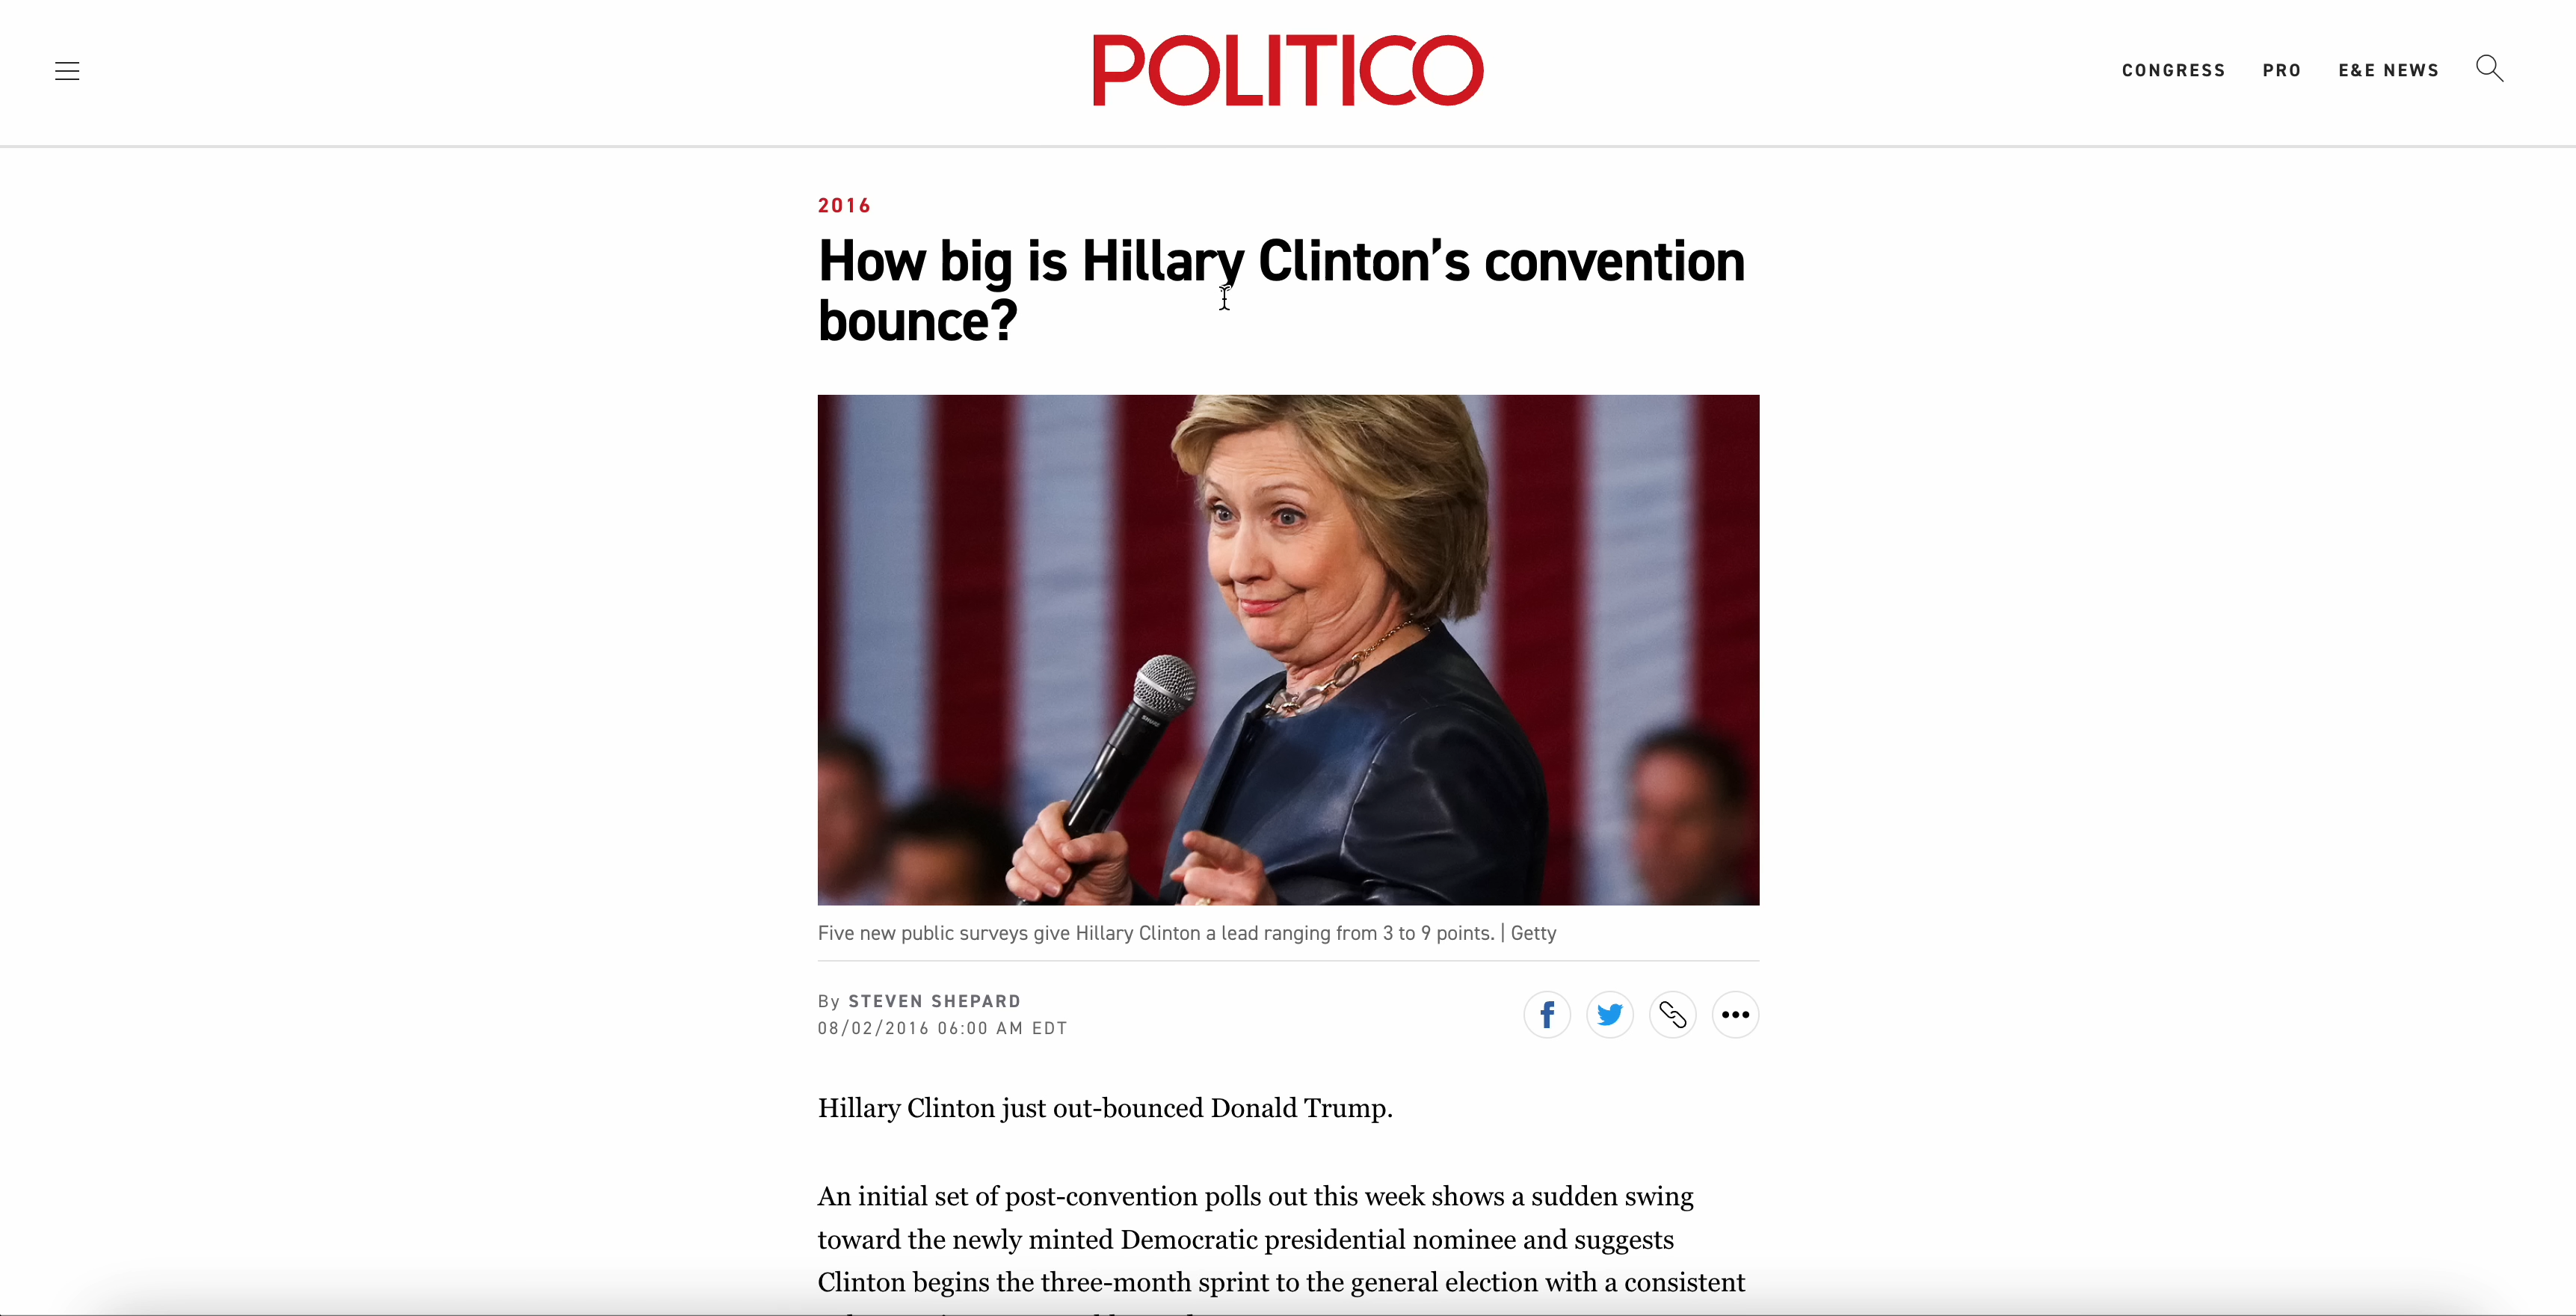 POLITICO
CONGRESS PRO E&E NEWS
2016
How big is Hillary Clinton’s convention
bounce?
SHURE
Five new public surveys give Hillary Clinton a lead ranging from 3 to 9 points. | Getty
By STEVEN SHEPARD
08/02/2016 06:00 AM EDT
Hillary Clinton just out-bounced Donald Trump.
An initial set of post-convention polls out this week shows a sudden swing
toward the newly minted Democratic presidential nominee and suggests
Clinton begins the three-month sprint to the general election with a consistent